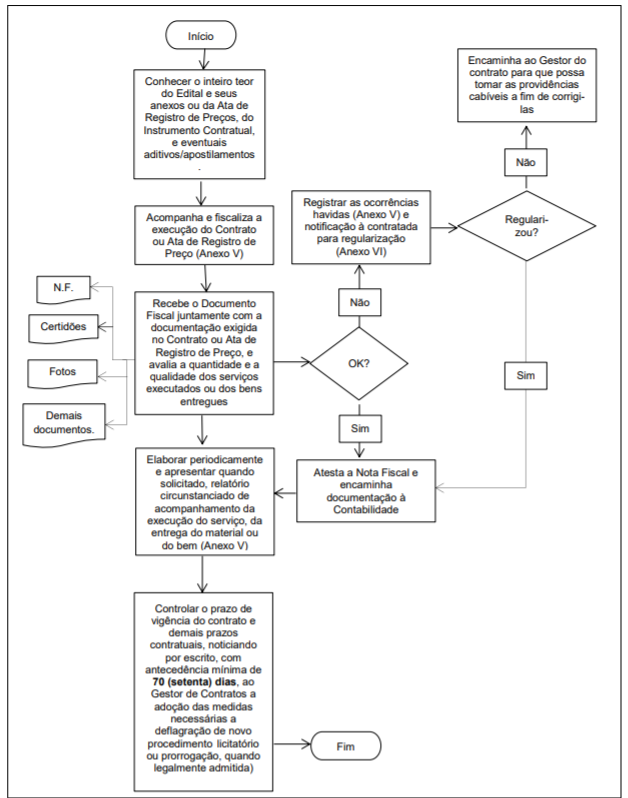 Início
Conhecer o inteiro teor
do Edital e seus
anexos ou da Ata de
Registro de Preços, do
Instrumento Contratual,
e eventuais
aditivos/apostilamentos
.
Acompanha e fiscaliza a
execução do Contrato
ou Ata de Registro de
Preço (Anexo V)
Recebe o Documento
Fiscal juntamente com a
documentação exigida
no Contrato ou Ata de
Registro de Preço, e
avalia a quantidade e a
qualidade dos serviços
executados ou dos bens
entregues
N.F.
Certidões
Fotos
Demais
documentos.
OK?
Não
Registrar as ocorrências
havidas (Anexo V) e
notificação à contratada
para regularização
(Anexo VI)
Regulari-
zou?
Não
Encaminha ao Gestor do
contrato para que possa
tomar as providências
cabíveis a fim de corrigi-
las
Sim
Sim
Atesta a Nota Fiscal e
encaminha
documentação à
Contabilidade
Elaborar periodicamente
e apresentar quando
solicitado, relatório
circunstanciado de
acompanhamento da
execução do serviço, da
entrega do material ou
do bem (Anexo V)
Controlar o prazo de
vigência do contrato e
demais prazos
contratuais, noticiando
por escrito, com
antecedência mínima de
70 (setenta) dias, ao
Gestor de Contratos a
adoção das medidas
necessárias a
deflagração de novo
procedimento licitatório
ou prorrogação, quando
legalmente admitida)
Fim